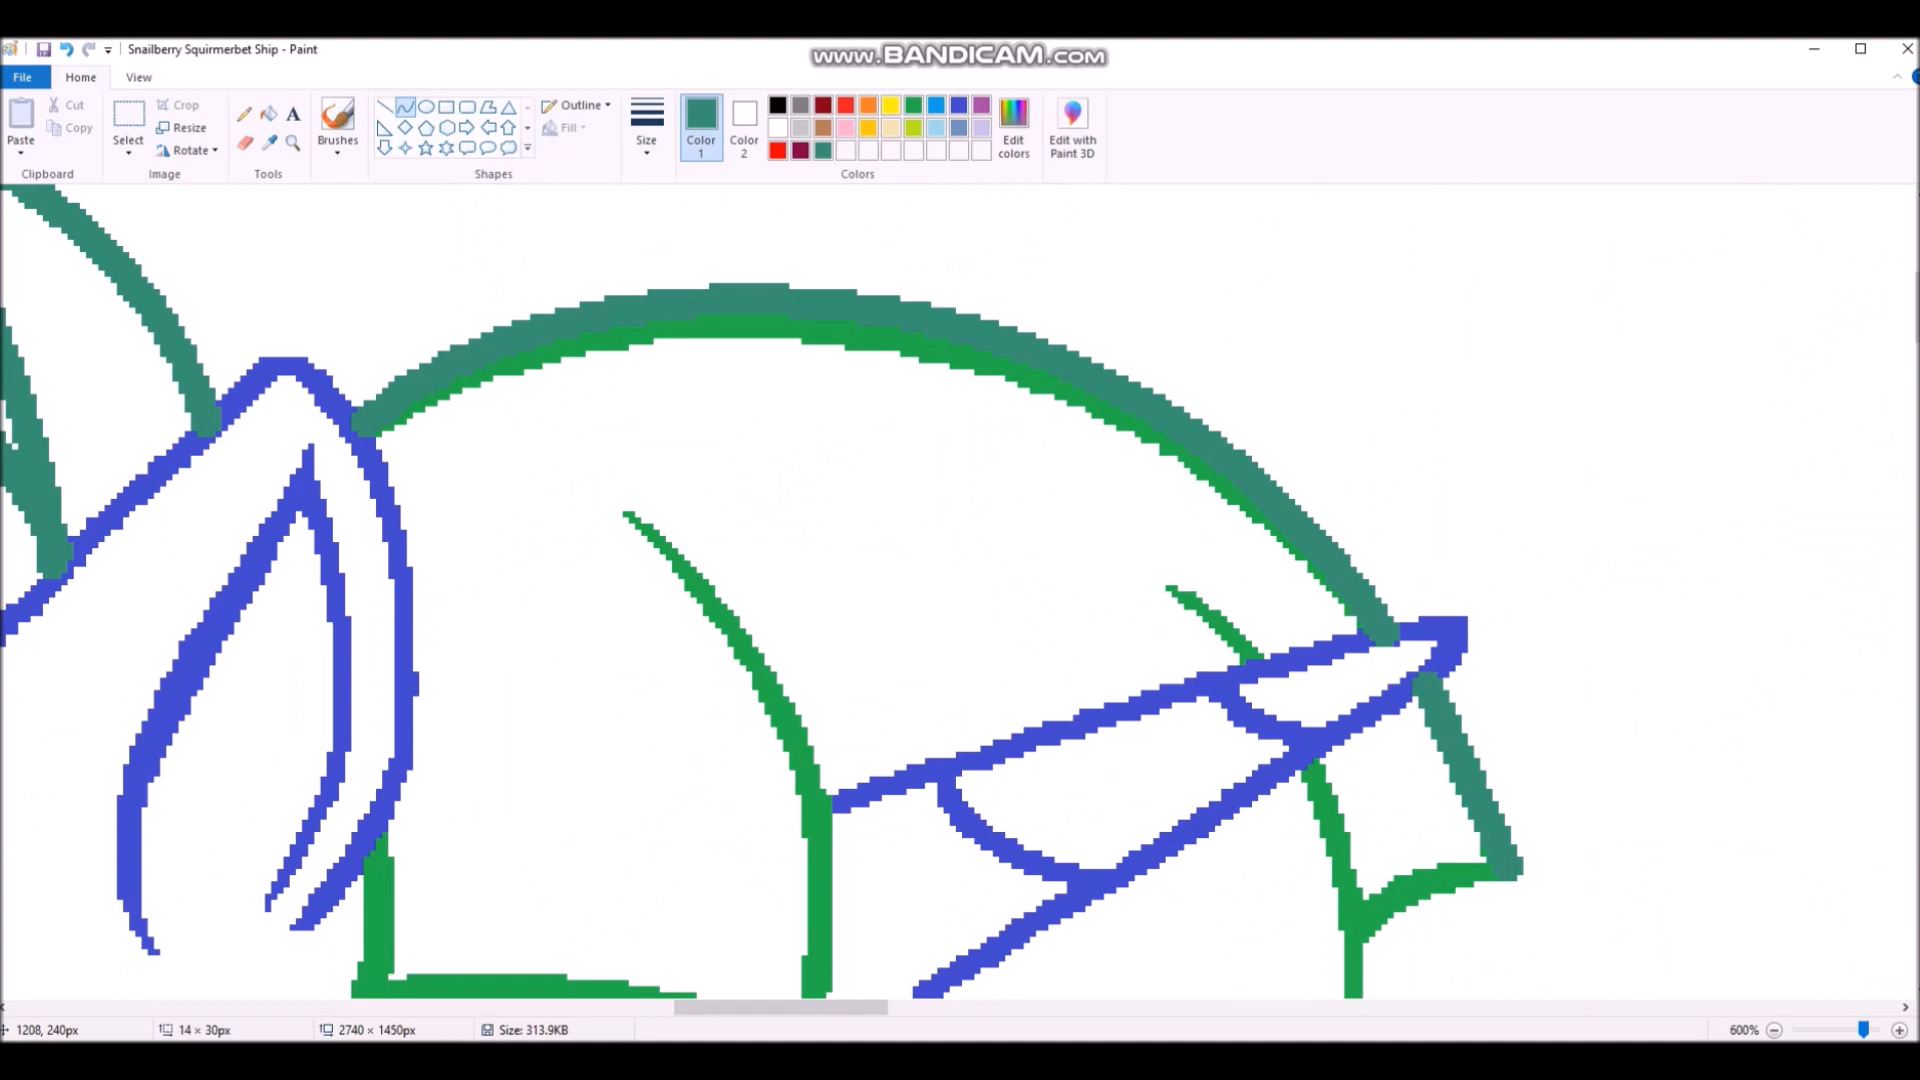 Snailberry Squirmerbet Ship - Paint
www.BANDICAM.com
File Home View
Paste
Cut
Copy
Clipboard
Select
Crop
Resize
Rotate
Image
A
Tools
Brushes
Outline
Fill
Shapes
Size
Color 1
Color 2
Edit colors
Colors
Edit with Paint 3D
1208, 240px
14 × 30px
2740 × 1450px
Size: 313.9KB
600%